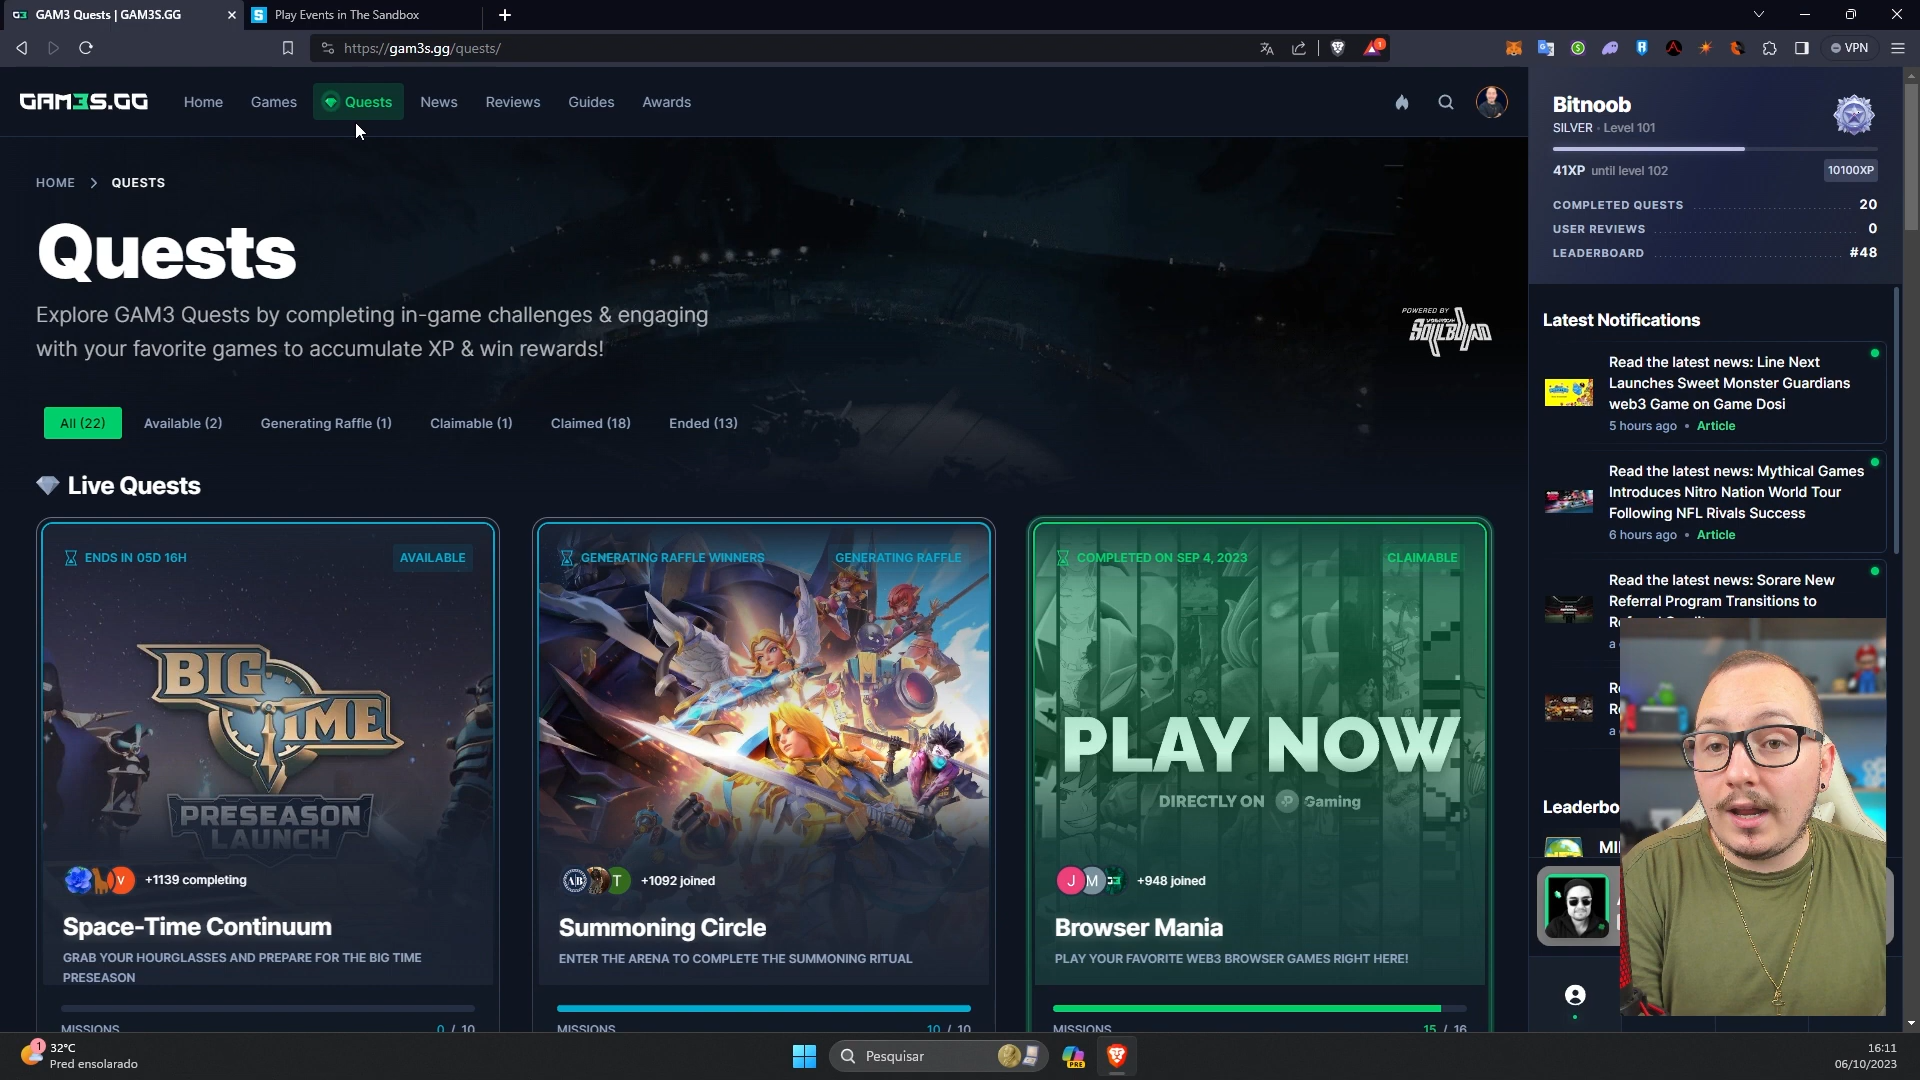 GAM3 Quests | GAM3S.GG
Play Events in The Sandbox
https://gam3s.gg/quests/
VPN
GAM3S.GG
Home
Games
Quests
News
Reviews
Guides
Awards
HOME
QUESTS
Quests
Explore GAM3 Quests by completing in-game challenges & engaging
with your favorite games to accumulate XP & win rewards!
POWERED BY
SOULBOUND
All (22)
Available (2)
Generating Raffle (1)
Claimable (1)
Claimed (18)
Ended (13)
Live Quests
ENDS IN 05D 16H
AVAILABLE
BIG TIME
PRESEASON
LAUNCH
+1139 completing
Space-Time Continuum
GRAB YOUR HOURGLASSES AND PREPARE FOR THE BIG TIME
PRESEASON
MISSIONS
0 / 10
GENERATING RAFFLE WINNERS
GENERATING RAFFLE
+1092 joined
Summoning Circle
ENTER THE ARENA TO COMPLETE THE SUMMONING RITUAL
MISSIONS
10 / 10
COMPLETED ON SEP 4, 2023
CLAIMABLE
PLAY NOW
DIRECTLY ON Gaming
+948 joined
Browser Mania
PLAY YOUR FAVORITE WEB3 BROWSER GAMES RIGHT HERE!
MISSIONS
15 / 16
Bitnoob
SILVER · Level 101
41XP until level 102
10100XP
COMPLETED QUESTS
20
USER REVIEWS
0
LEADERBOARD
#48
Latest Notifications
Read the latest news: Line Next
Launches Sweet Monster Guardians
web3 Game on Game Dosi
5 hours ago • Article
Read the latest news: Mythical Games
Introduces Nitro Nation World Tour
Following NFL Rivals Success
6 hours ago • Article
Read the latest news: Sorare New
Referral Program Transitions to
Leaderbo
32°C
Pred ensolarado
Pesquisar
16:11
06/10/2023